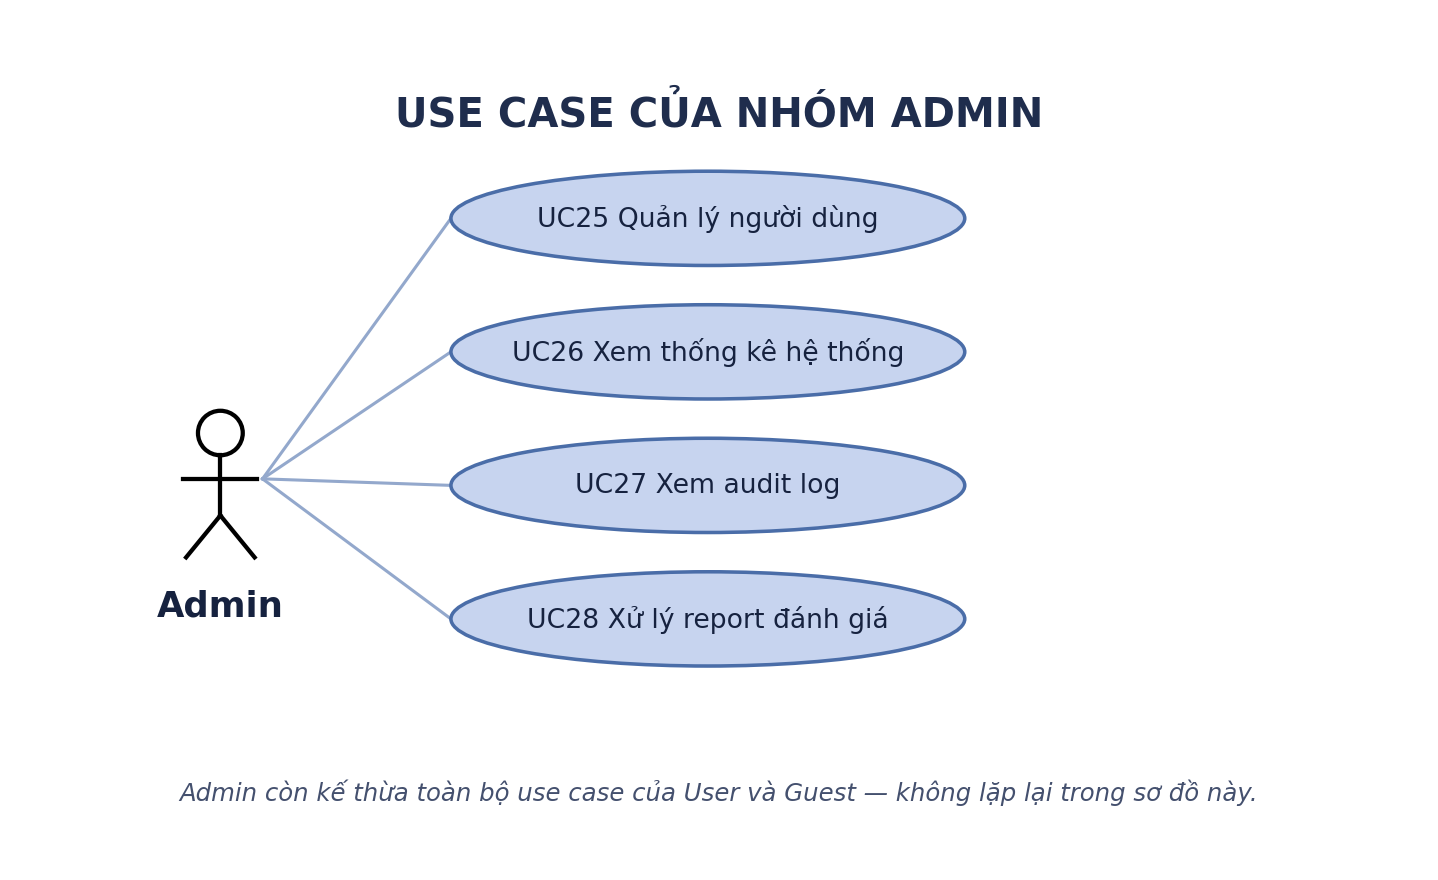 USE CASE CỦA NHÓM ADMIN
UC25 Quản lý người dùng
UC26 Xem thống kê hệ thống
UC27 Xem audit log
UC28 Xử lý report đánh giá
Admin
Admin còn kế thừa toàn bộ use case của User và Guest — không lặp lại trong sơ đồ này.